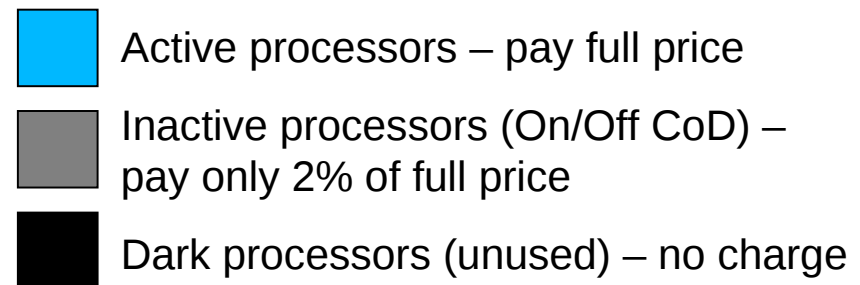 Active processors – pay full price
Inactive processors (On/Off CoD) –
pay only 2% of full price
Dark processors (unused) – no charge